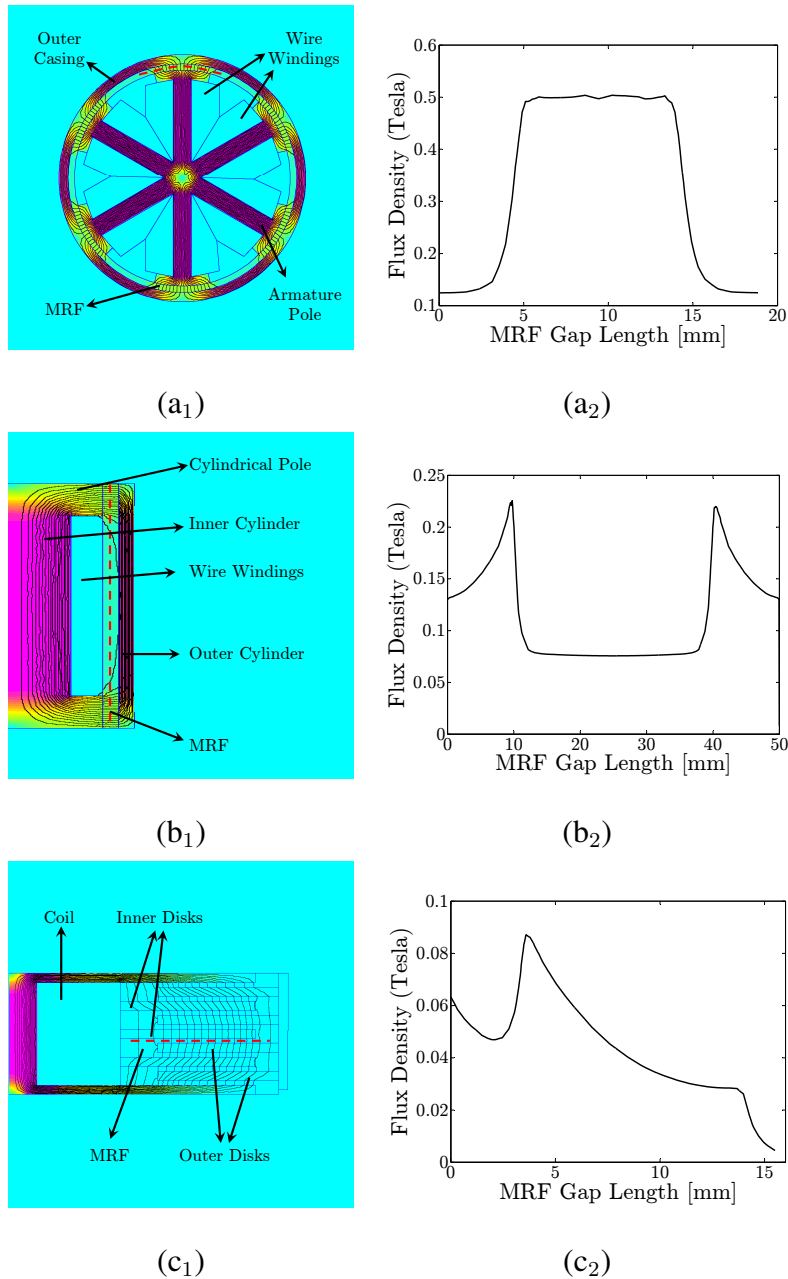 Outer
Casing
Wire
Windings
MRF
Armature
Pole
(a1)
Flux Density (Tesla)
0.6
0.5
0.4
0.3
0.2
0.1
0 5 10 15 20
MRF Gap Length [mm]
(a2)
Cylindrical Pole
Inner Cylinder
Wire Windings
Outer Cylinder
MRF
(b1)
Flux Density (Tesla)
0.25
0.2
0.15
0.1
0.05
0
0 10 20 30 40 50
MRF Gap Length [mm]
(b2)
Coil
Inner Disks
MRF
Outer Disks
(c1)
Flux Density (Tesla)
0.1
0.08
0.06
0.04
0.02
0
0 5 10 15
MRF Gap Length [mm]
(c2)